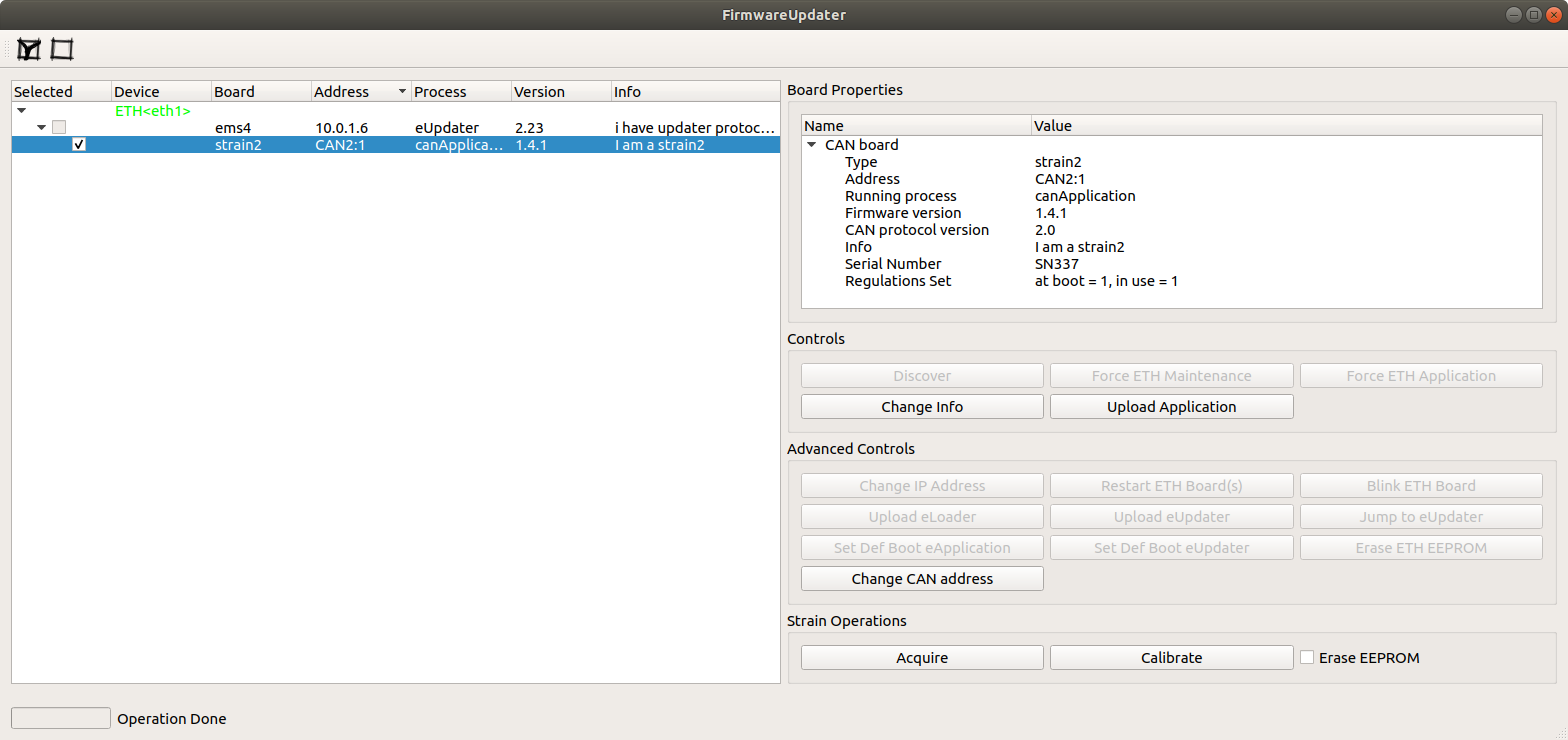 FirmwareUpdater
Selected Device Board Address Process Version Info
ETH<eth1>
ems4 10.0.1.6 eUpdater 2.23 i have updater protoc...
strain2 CAN2:1 canApplica... 1.4.1 I am a strain2
Board Properties
Name Value
CAN board
Type strain2
Address CAN2:1
Running process canApplication
Firmware version 1.4.1
CAN protocol version 2.0
Info I am a strain2
Serial Number SN337
Regulations Set at boot = 1, in use = 1
Controls
Discover Force ETH Maintenance Force ETH Application
Change Info Upload Application
Advanced Controls
Change IP Address Restart ETH Board(s) Blink ETH Board
Upload eLoader Upload eUpdater Jump to eUpdater
Set Def Boot eApplication Set Def Boot eUpdater Erase ETH EEPROM
Change CAN address
Strain Operations
Acquire Calibrate Erase EEPROM
Operation Done